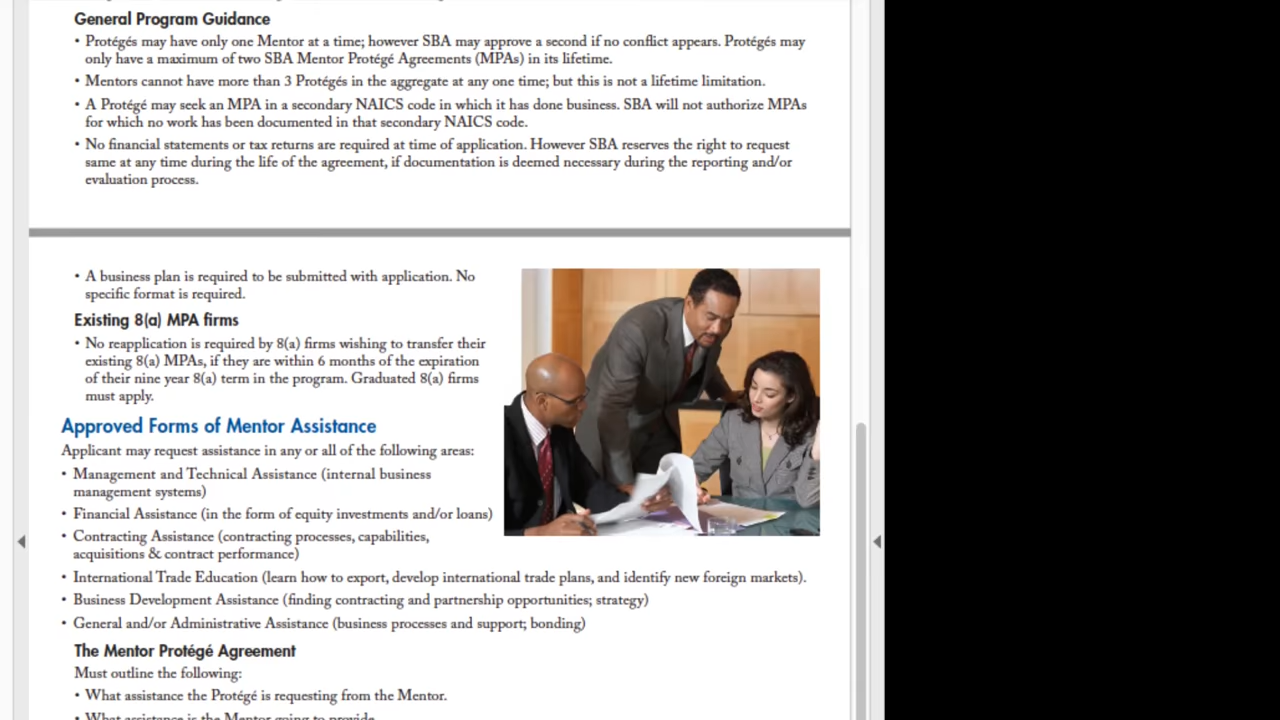 General Program Guidance
• Protégés may have only one Mentor at a time; however SBA may approve a second if no conflict appears. Protégés may
only have a maximum of two SBA Mentor Protégé Agreements (MPAs) in its lifetime.
• Mentors cannot have more than 3 Protégés in the aggregate at any one time; but this is not a lifetime limitation.
• A Protégé may seek an MPA in a secondary NAICS code in which it has done business. SBA will not authorize MPAs
for which no work has been documented in that secondary NAICS code.
• No financial statements or tax returns are required at time of application. However SBA reserves the right to request
same at any time during the life of the agreement, if documentation is deemed necessary during the reporting and/or
evaluation process.
• A business plan is required to be submitted with application. No
specific format is required.
Existing 8(a) MPA firms
• No reapplication is required by 8(a) firms wishing to transfer their
existing 8(a) MPAs, if they are within 6 months of the expiration
of their nine year 8(a) term in the program. Graduated 8(a) firms
must apply.
Approved Forms of Mentor Assistance
Applicant may request assistance in any or all of the following areas:
• Management and Technical Assistance (internal business
management systems)
• Financial Assistance (in the form of equity investments and/or loans)
• Contracting Assistance (contracting processes, capabilities,
acquisitions & contract performance)
• International Trade Education (learn how to export, develop international trade plans, and identify new foreign markets).
• Business Development Assistance (finding contracting and partnership opportunities; strategy)
• General and/or Administrative Assistance (business processes and support; bonding)
The Mentor Protégé Agreement
Must outline the following:
• What assistance the Protégé is requesting from the Mentor.
• What assistance is the Mentor going to provide